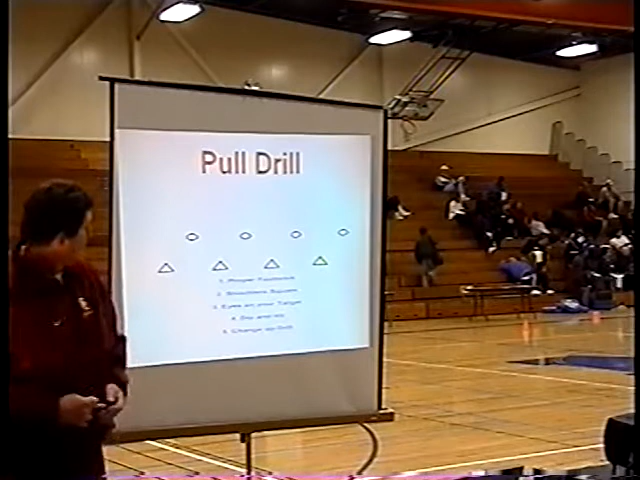 Pull Drill
1. Proper Footwork
2. Shoulders Square
3. Eyes on your Target
4. Dip and rip
5. Change up Drill